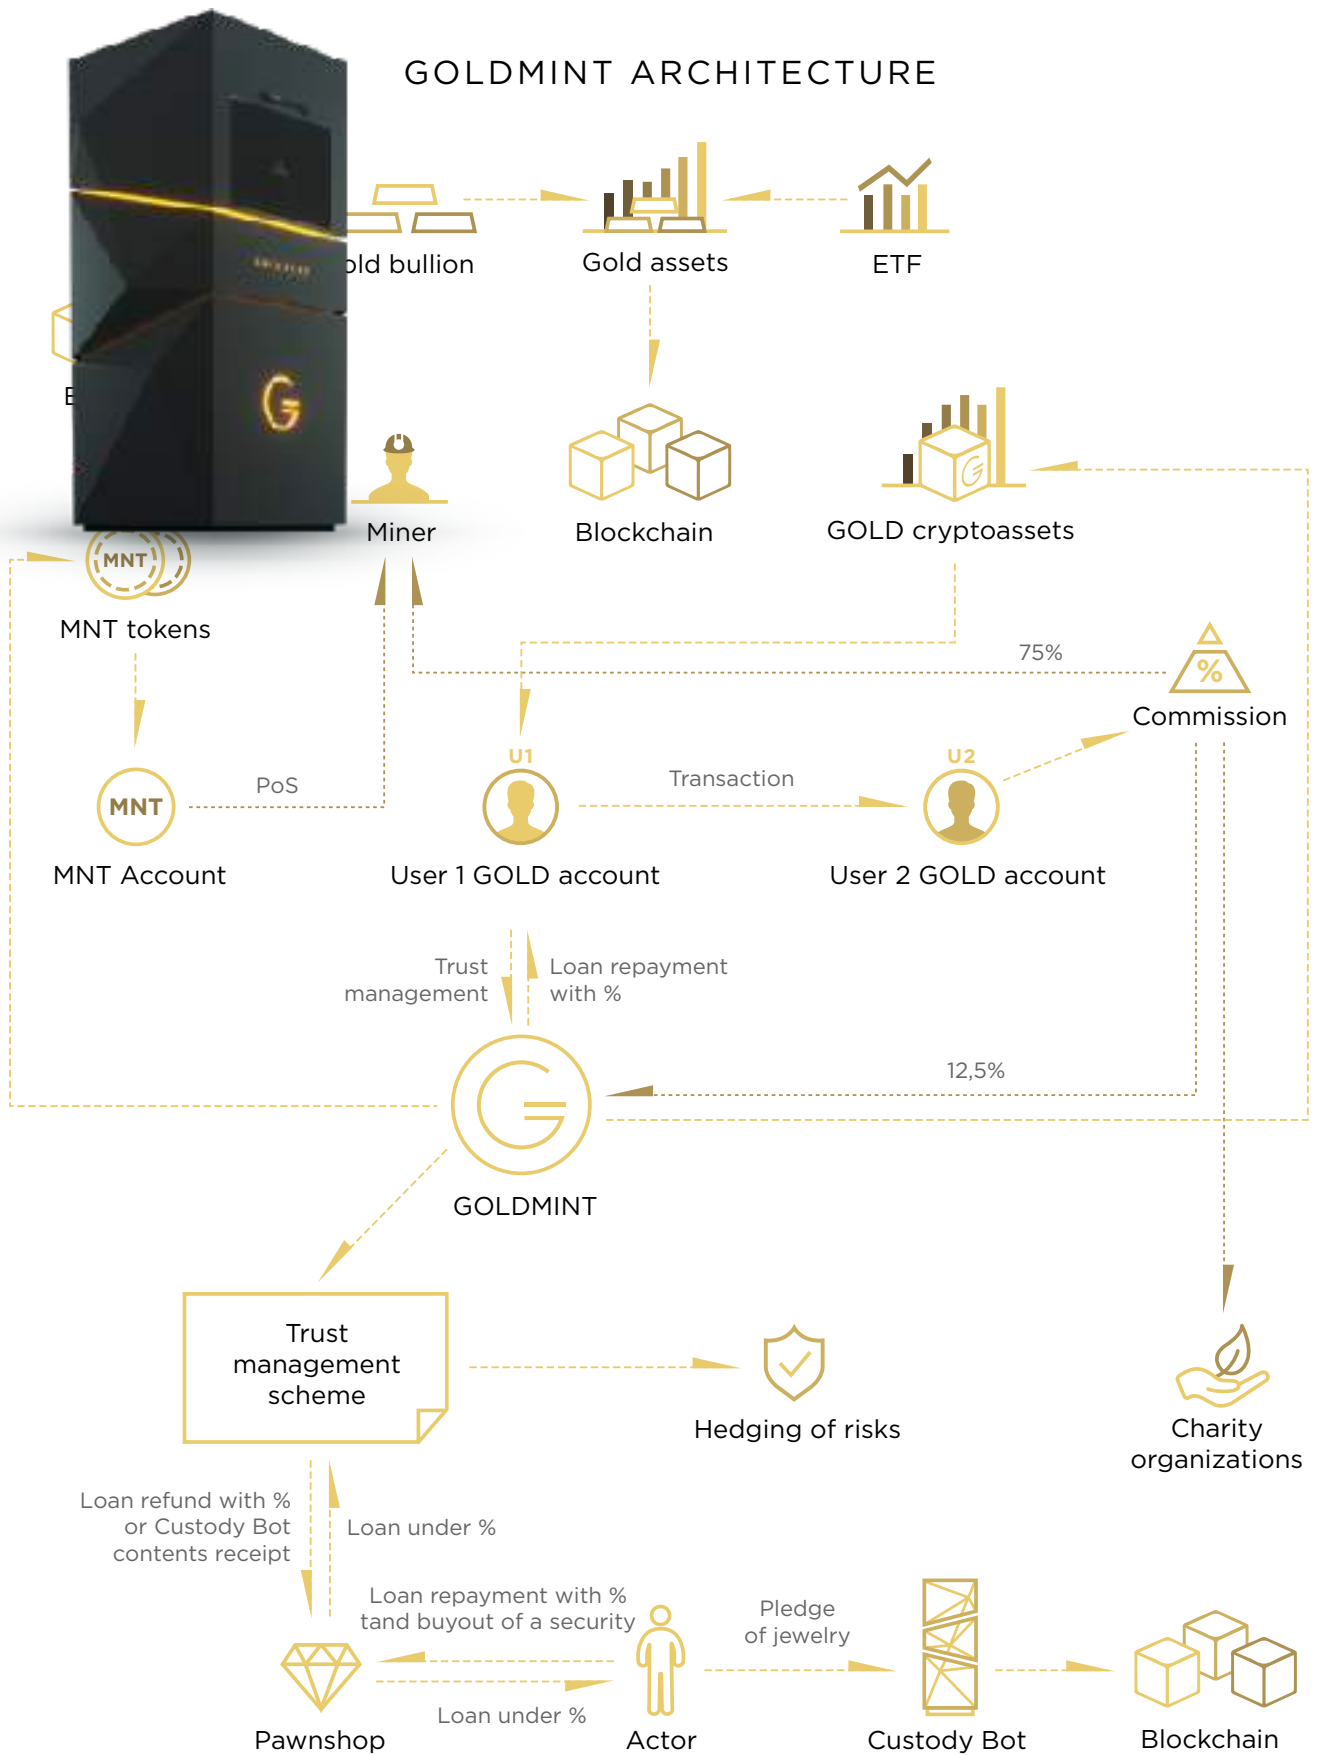 GOLDMINT ARCHITECTURE
old bullion
Gold assets
ETF
G
Miner
Blockchain
GOLD cryptoassets
MNT
MNT tokens
75%
%
Commission
PoS
MNT
MNT Account
U1
Transaction
U2
User 1 GOLD account
User 2 GOLD account
Trust
management
Loan repayment
with %
12,5%
G
GOLDMINT
Trust
management
scheme
Hedging of risks
Charity
organizations
Loan refund with %
or Custody Bot
contents receipt
Loan under %
Loan repayment with %
tand buyout of a security
Pledge
of jewelry
Loan under %
Pawnshop
Actor
Custody Bot
Blockchain